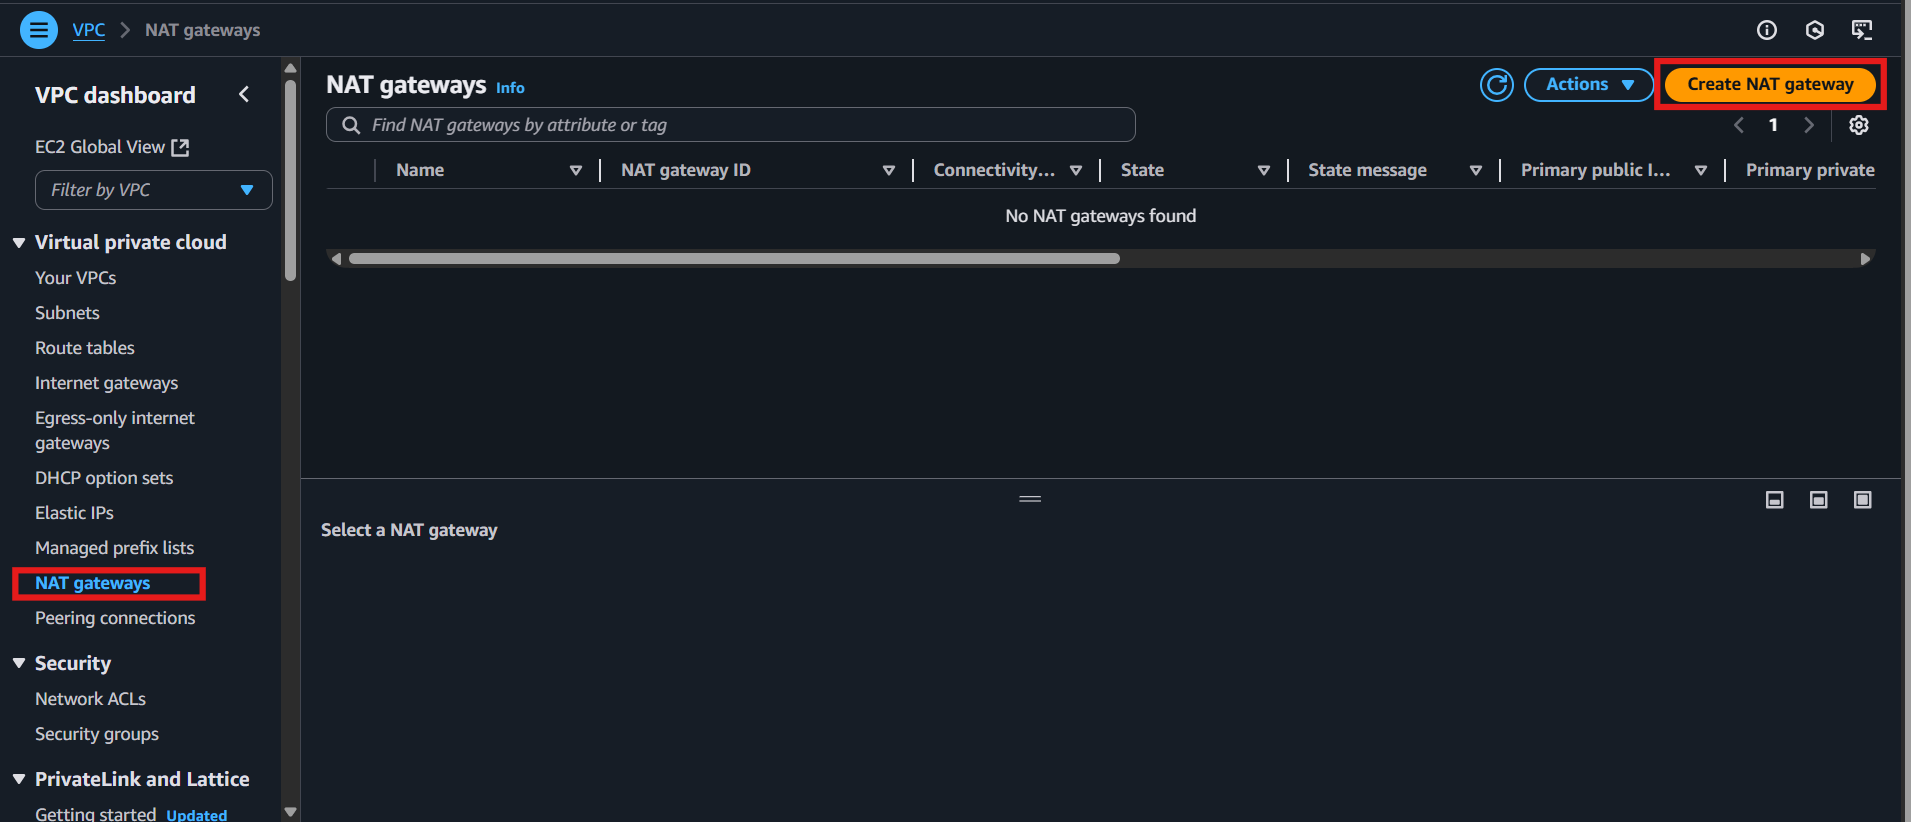 VPC > NAT gateways
VPC dashboard
EC2 Global View
Filter by VPC
Virtual private cloud
Your VPCs
Subnets
Route tables
Internet gateways
Egress-only internet
gateways
DHCP option sets
Elastic IPs
Managed prefix lists
NAT gateways
Peering connections
Security
Network ACLs
Security groups
PrivateLink and Lattice
Getting started Updated
NAT gateways Info
Actions
Create NAT gateway
Find NAT gateways by attribute or tag
1
Name NAT gateway ID Connectivity... State State message Primary public I... Primary private
No NAT gateways found
Select a NAT gateway